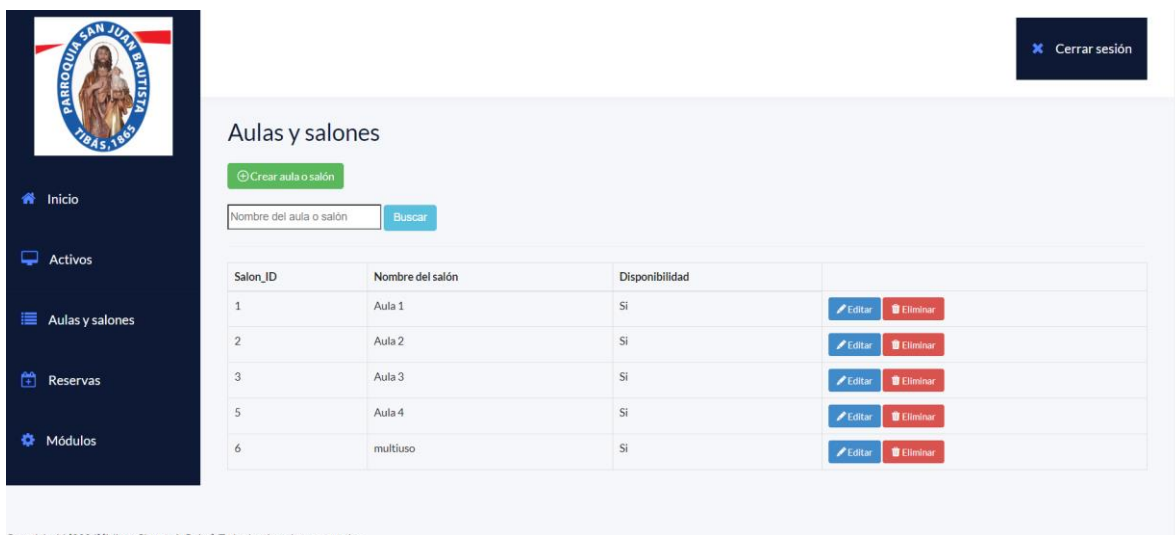 PARROQUIA SAN JUAN BAUTISTA
TIBÁS, 1865
Cerrar sesión
Inicio
Activos
Aulas y salones
Reservas
Módulos
Aulas y salones
Crear aula o salón
Nombre del aula o salón Buscar
Salon_ID Nombre del salón Disponibilidad
1 Aula 1 Si Editar Eliminar
2 Aula 2 Si Editar Eliminar
3 Aula 3 Si Editar Eliminar
5 Aula 4 Si Editar Eliminar
6 multiuso Si Editar Eliminar